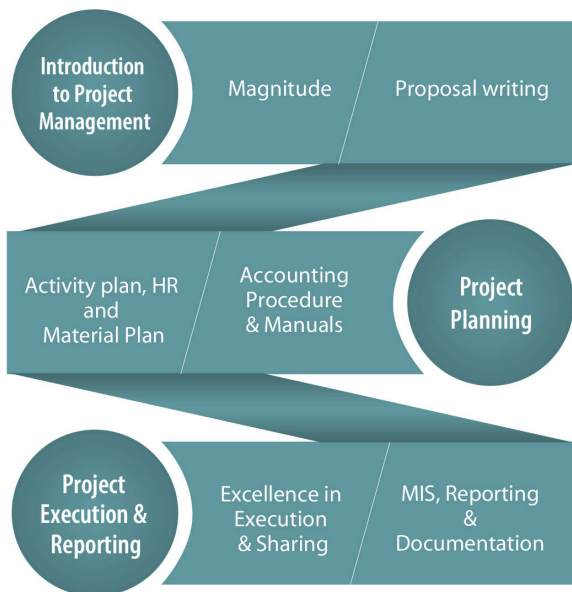 Introduction
to Project
Management
Magnitude
Proposal writing
Activity plan, HR
and
Material Plan
Accounting
Procedure
& Manuals
Project
Planning
Project
Execution &
Reporting
Excellence in
Execution
& Sharing
MIS, Reporting
&
Documentation